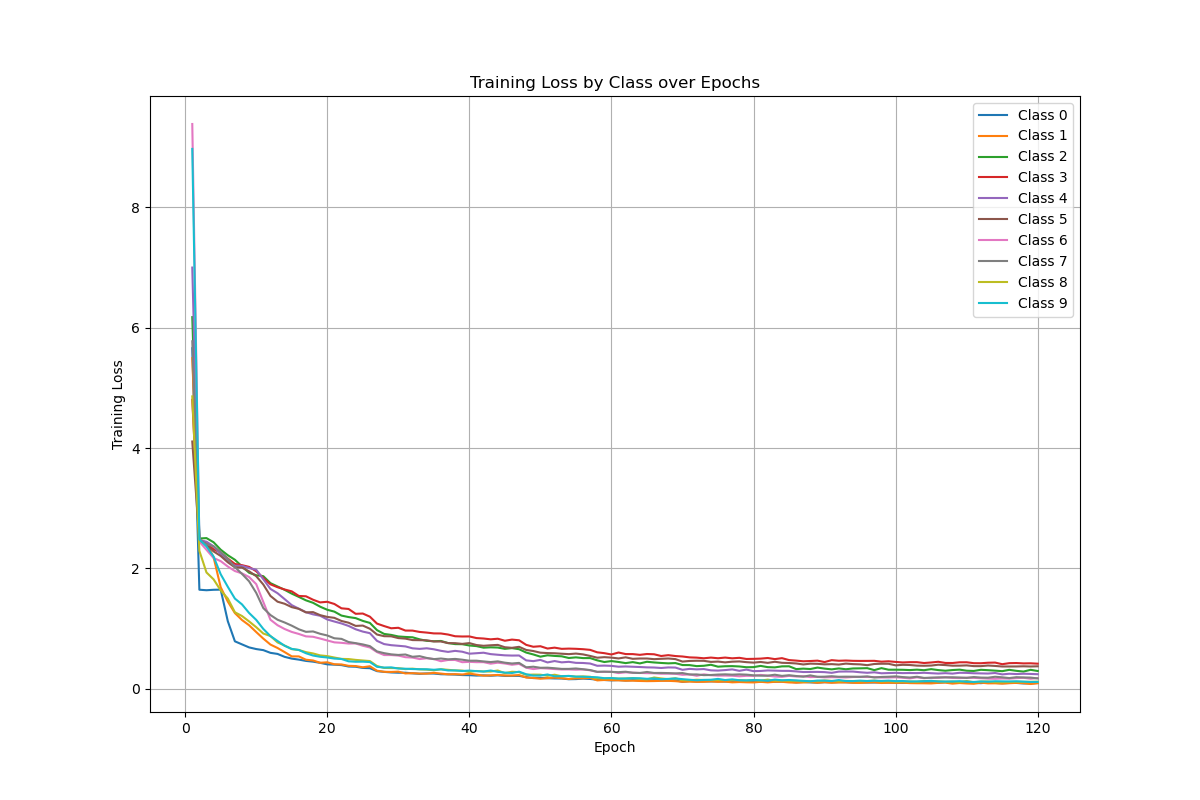 Training Loss by Class over Epochs
Training Loss
8
6
4
2
0
0 20 40 60 80 100 120
Epoch
Class 0
Class 1
Class 2
Class 3
Class 4
Class 5
Class 6
Class 7
Class 8
Class 9